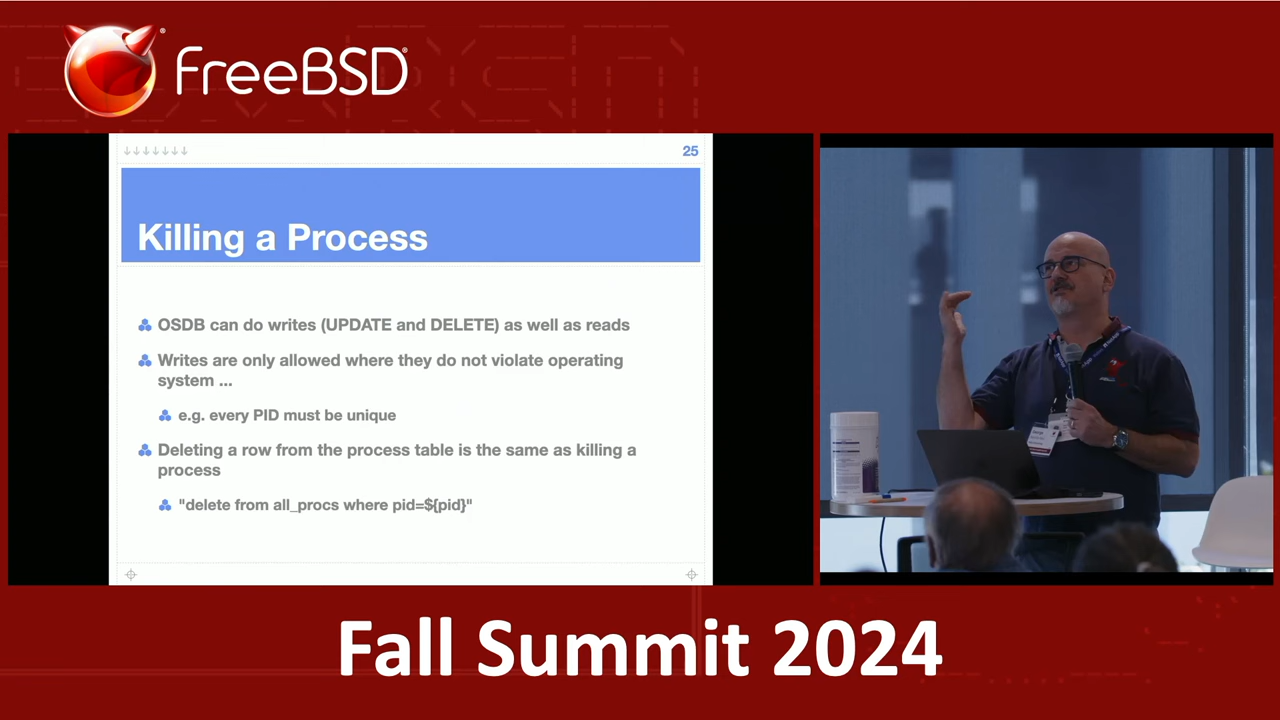 FreeBSD®
↓↓↓↓↓↓↓
25
Killing a Process
OSDB can do writes (UPDATE and DELETE) as well as reads
Writes are only allowed where they do not violate operating
system ...
e.g. every PID must be unique
Deleting a row from the process table is the same as killing a
process
"delete from all_procs where pid=${pid}"
Fall Summit 2024